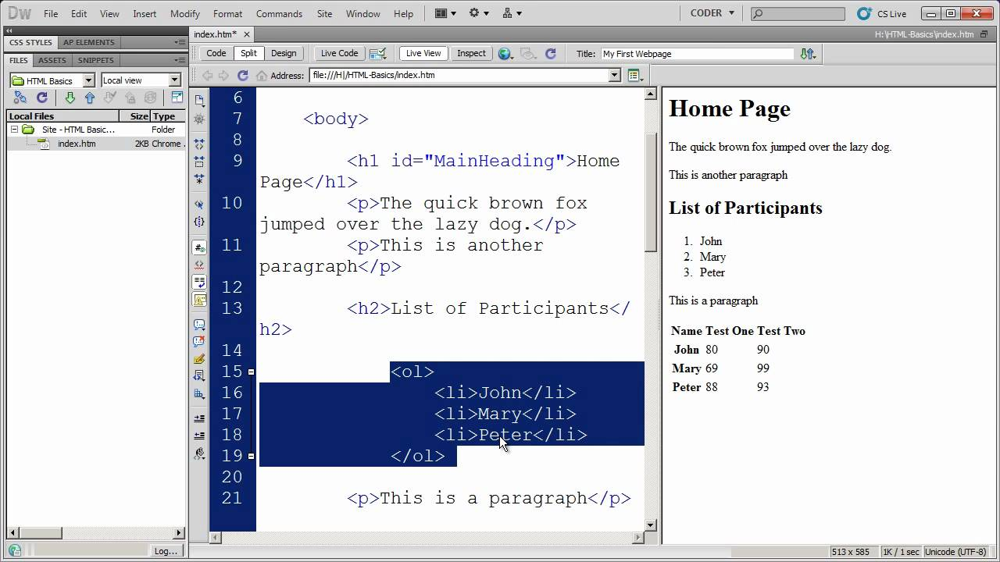 Dw File Edit View Insert Modify Format Commands Site Window Help CODER CS Live
CSS STYLES AP ELEMENTS
index.htm* H:\HTML-Basics\index.htm
FILES ASSETS SNIPPETS
Code Split Design Live Code Live View Inspect Title: My First Webpage
HTML Basics Local view
Address: file:///H|/HTML-Basics/index.htm
Local Files Size Type
Site - HTML Basic... Folder
index.htm 2KB Chrome .
6
7 <body>
8
9 <h1 id="MainHeading">Home
Page</h1>
10 <p>The quick brown fox
jumped over the lazy dog.</p>
11 <p>This is another
paragraph</p>
12
13 <h2>List of Participants</
h2>
14
15 <ol>
16 <li>John</li>
17 <li>Mary</li>
18 <li>Peter</li>
19 </ol>
20
21 <p>This is a paragraph</p>
Home Page
The quick brown fox jumped over the lazy dog.
This is another paragraph
List of Participants
1. John
2. Mary
3. Peter
This is a paragraph
Name Test One Test Two
John 80 90
Mary 69 99
Peter 88 93
Log...
513 x 585 1K / 1 sec Unicode (UTF-8)